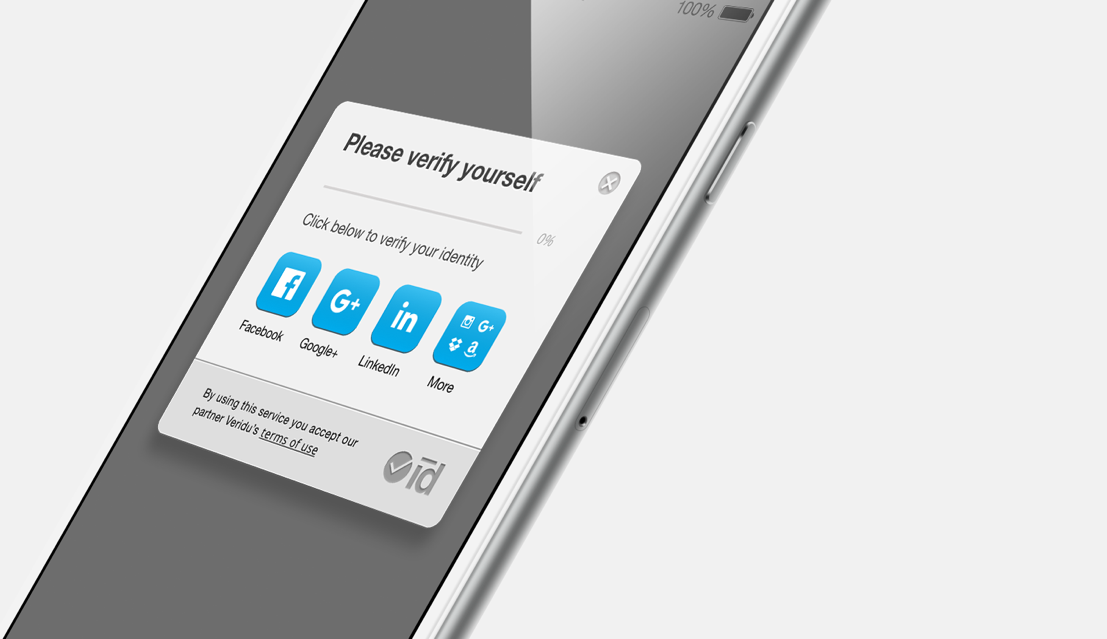 100%
Please verify yourself
0%
Click below to verify your identity
G+
in
G+
a
Facebook
Google+
LinkedIn
More
By using this service you accept our
partner Veridu's terms of use
id